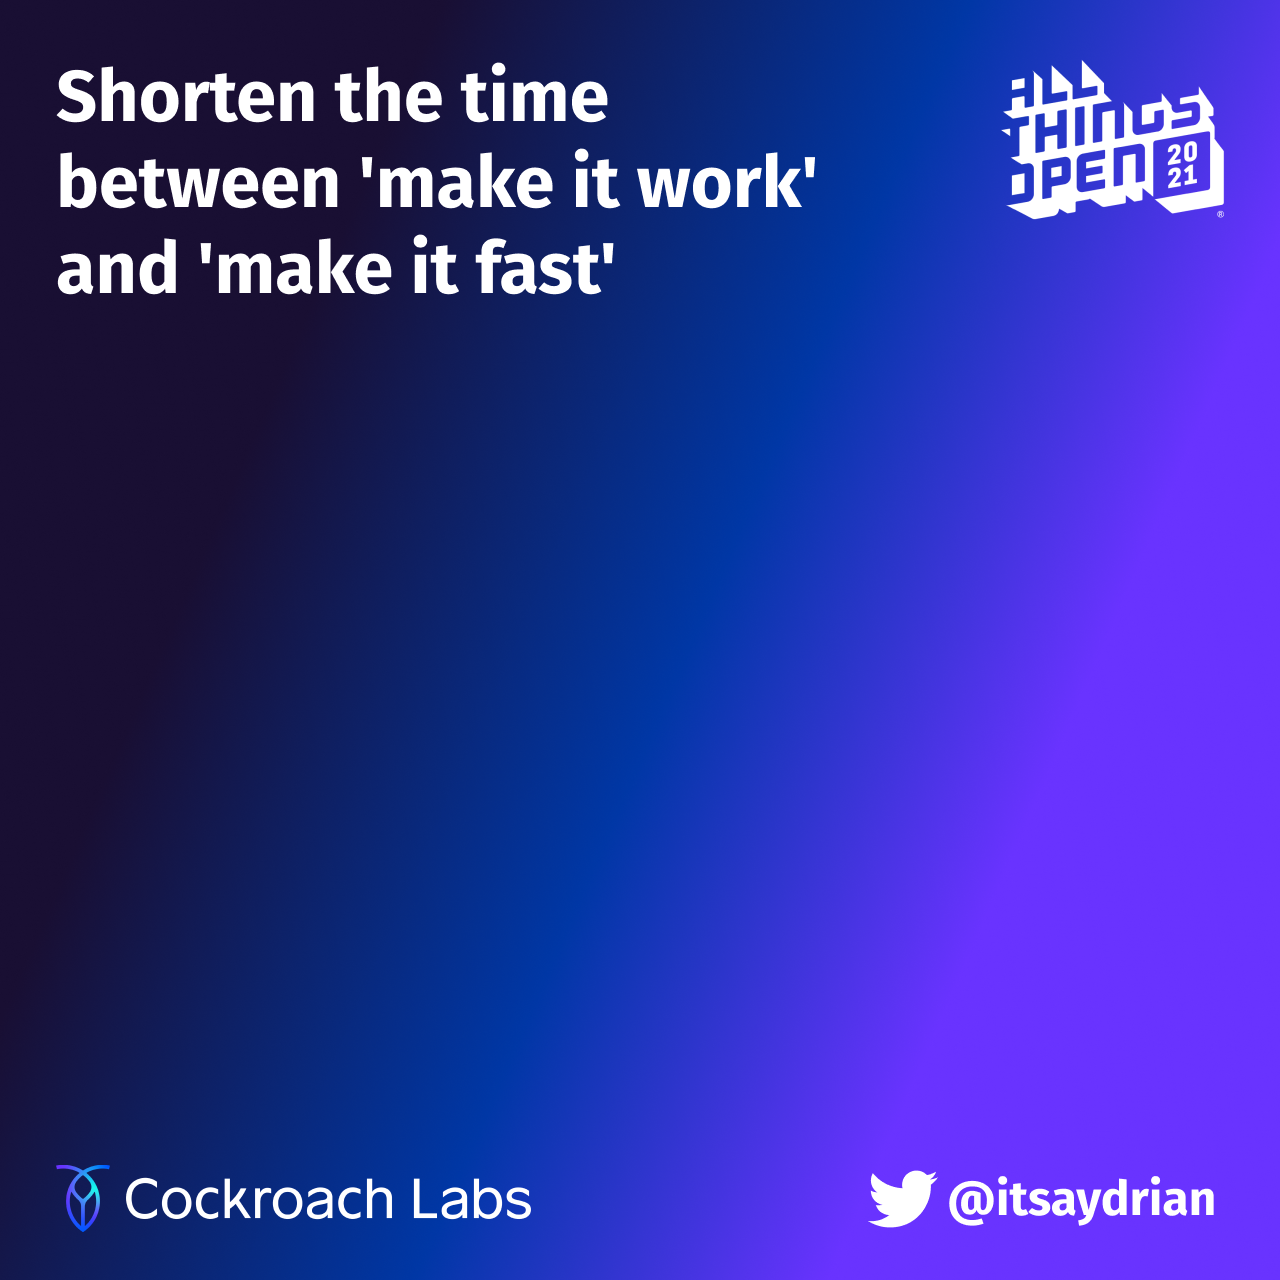 Shorten the time
between 'make it work'
and 'make it fast'
ALL
THINGS
OPEN
20
21
®
Cockroach Labs
@itsaydrian